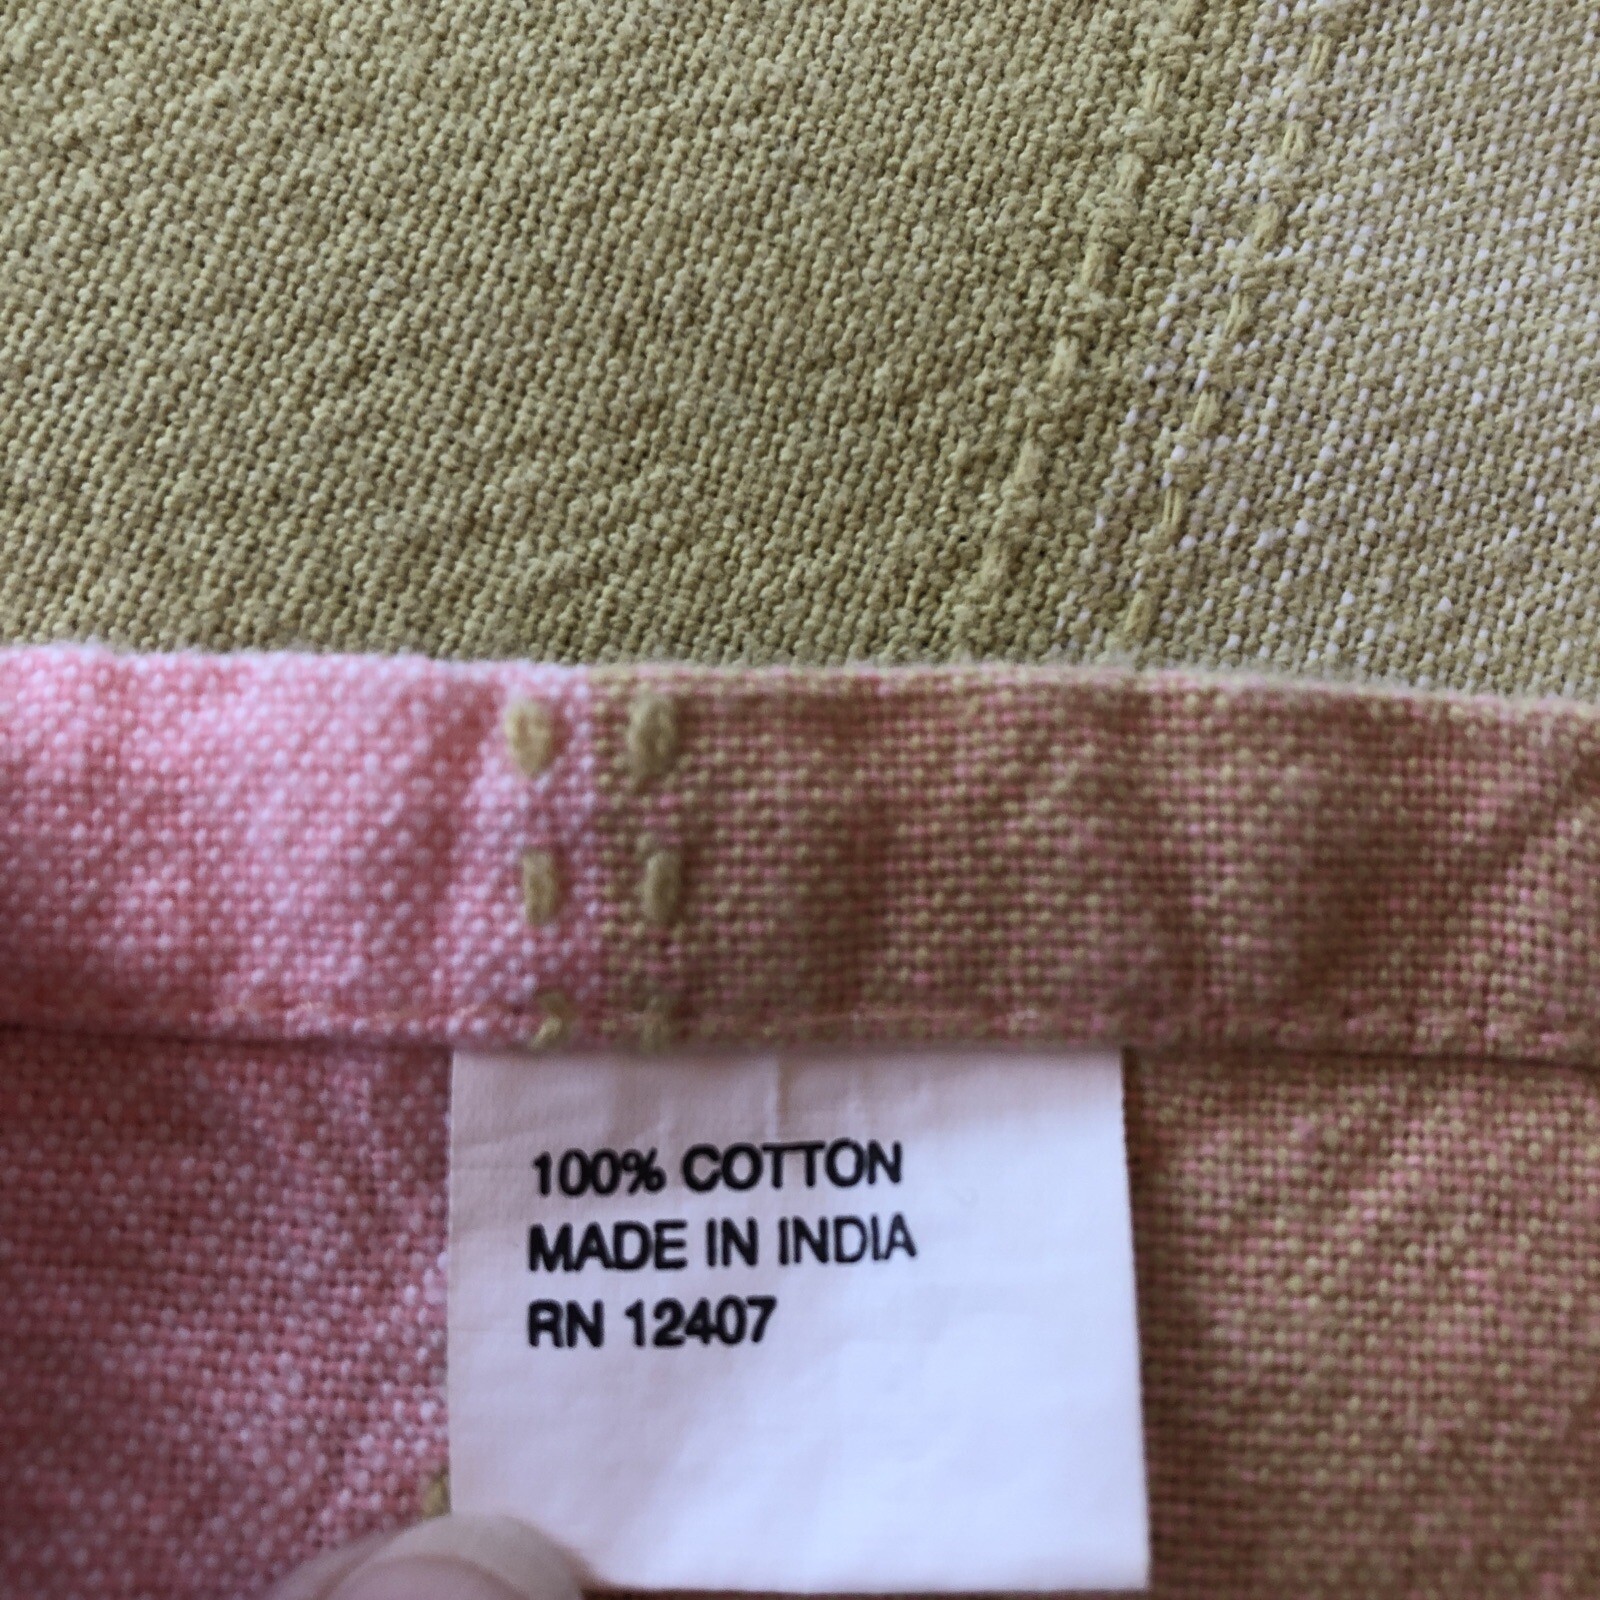 100% COTTON
MADE IN INDIA
RN 12407